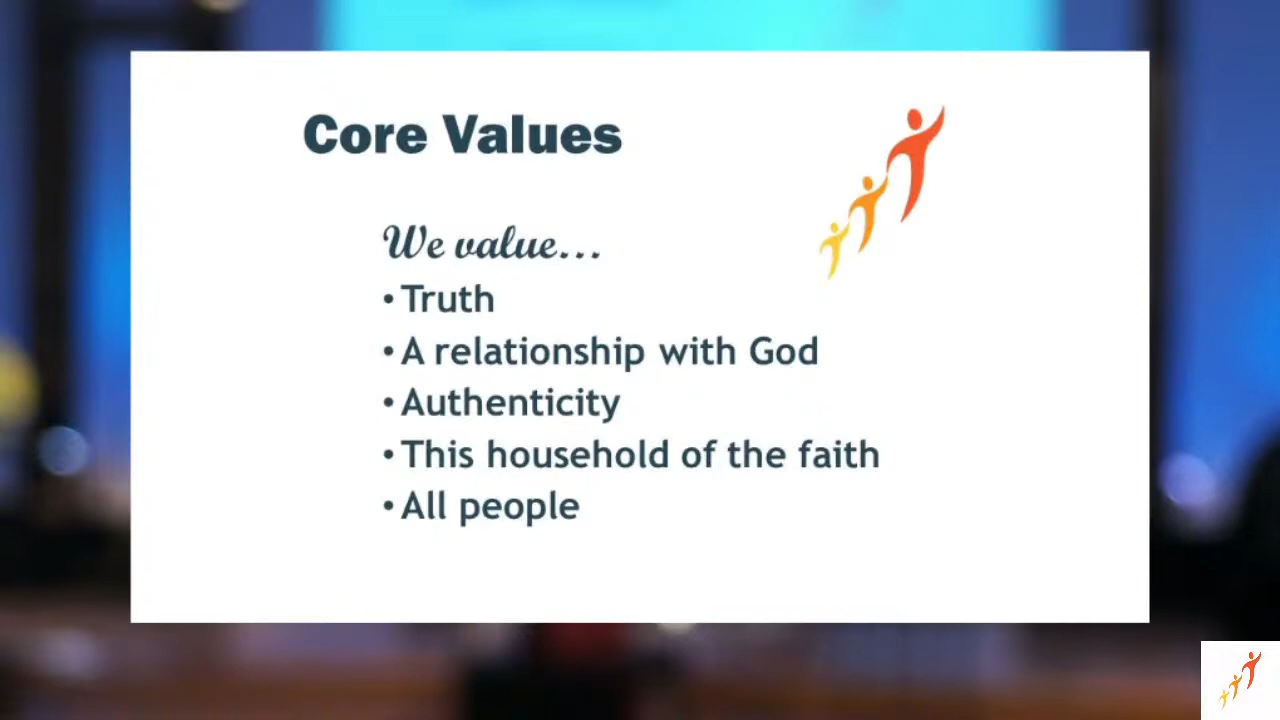 Core Values
We value...
• Truth
• A relationship with God
• Authenticity
• This household of the faith
• All people